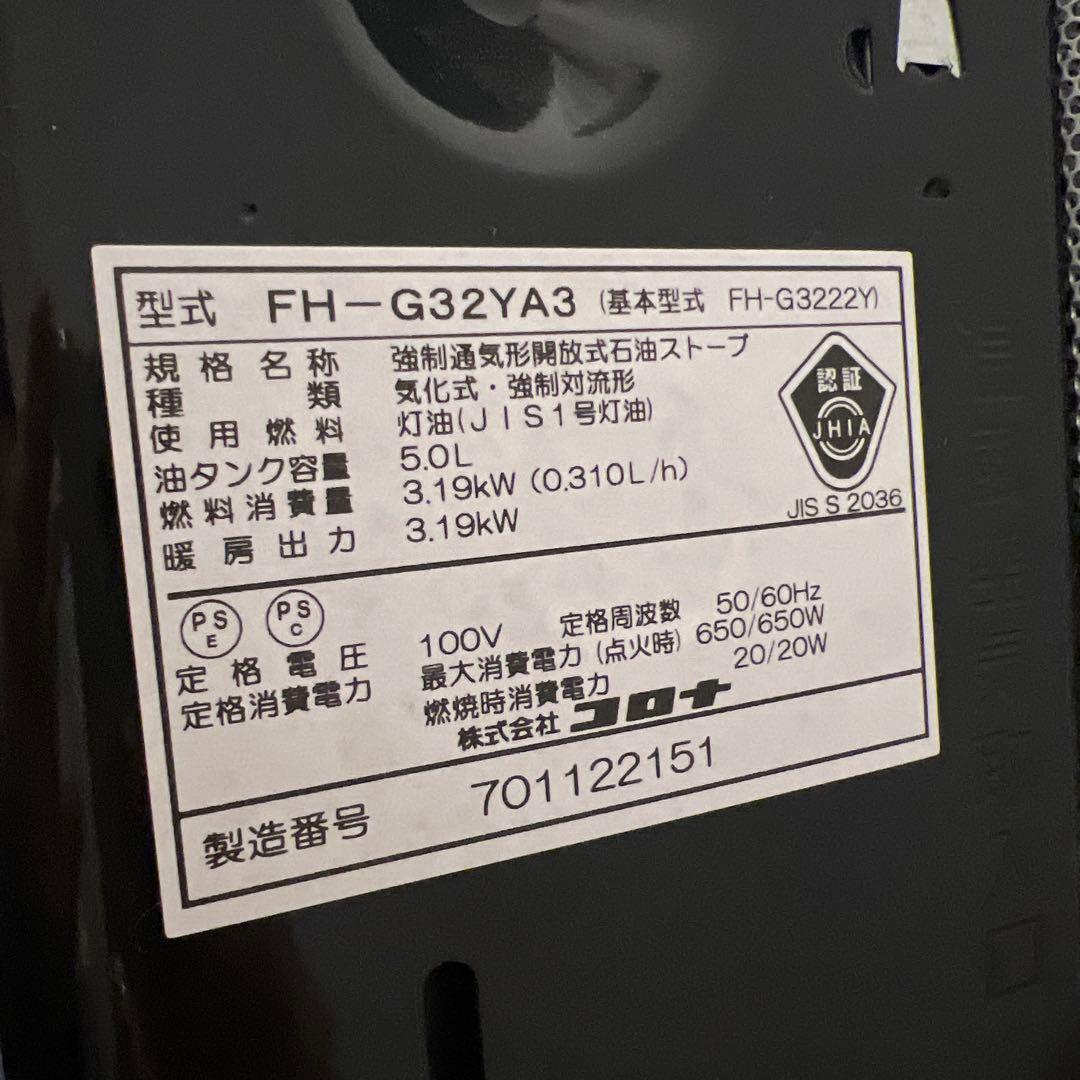 型式 FH-G32YA3 (基本型式 FH-G3222Y)
規格名称 強制通気形開放式石油ストーブ
種類 気化式・強制対流形
使用燃料 灯油(JIS1号灯油)
油タンク容量 5.0L
燃料消費量 3.19kW (0.310L/h)
暖房出力 3.19kW
認証
JHIA
JIS S 2036
PS E PS C
定格電圧 100V 定格周波数 50/60Hz
定格消費電力 最大消費電力(点火時) 650/650W
燃焼時消費電力 20/20W
株式会社 コロナ
製造番号 701122151